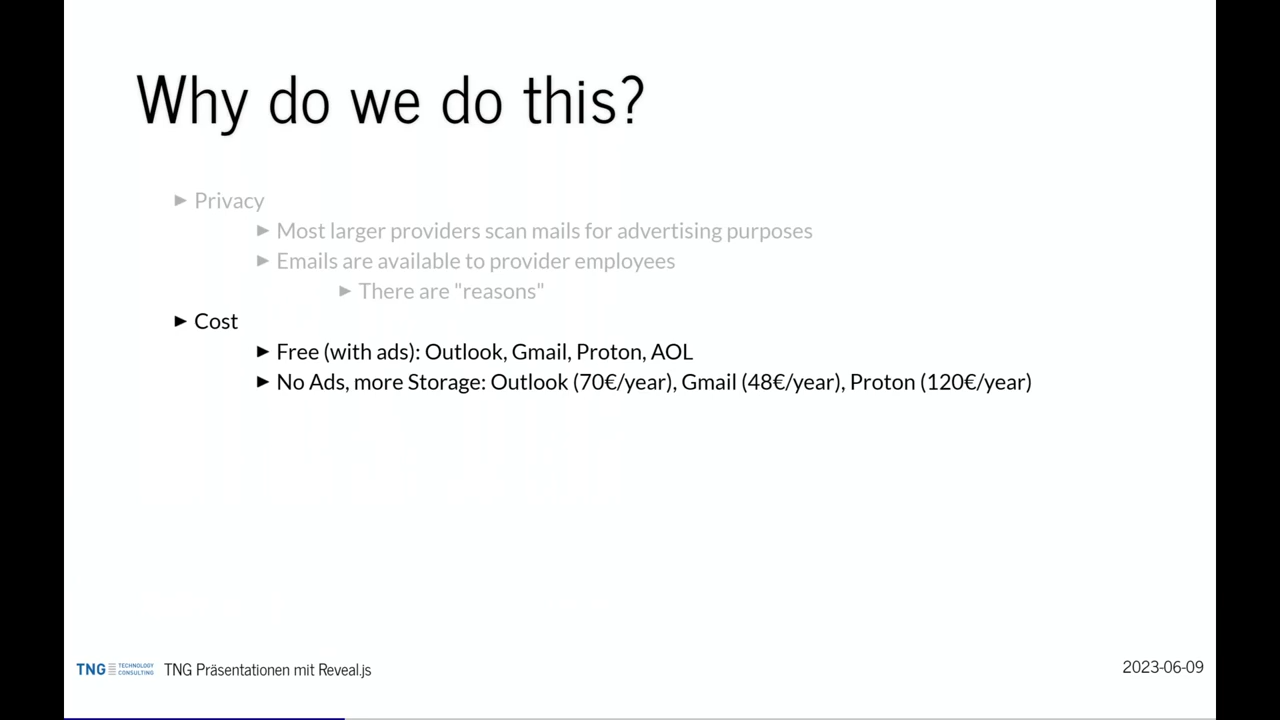 Why do we do this?
► Privacy
► Most larger providers scan mails for advertising purposes
► Emails are available to provider employees
► There are "reasons"
► Cost
► Free (with ads): Outlook, Gmail, Proton, AOL
► No Ads, more Storage: Outlook (70€/year), Gmail (48€/year), Proton (120€/year)
TNG TECHNOLOGY CONSULTING TNG Präsentationen mit Reveal.js
2023-06-09